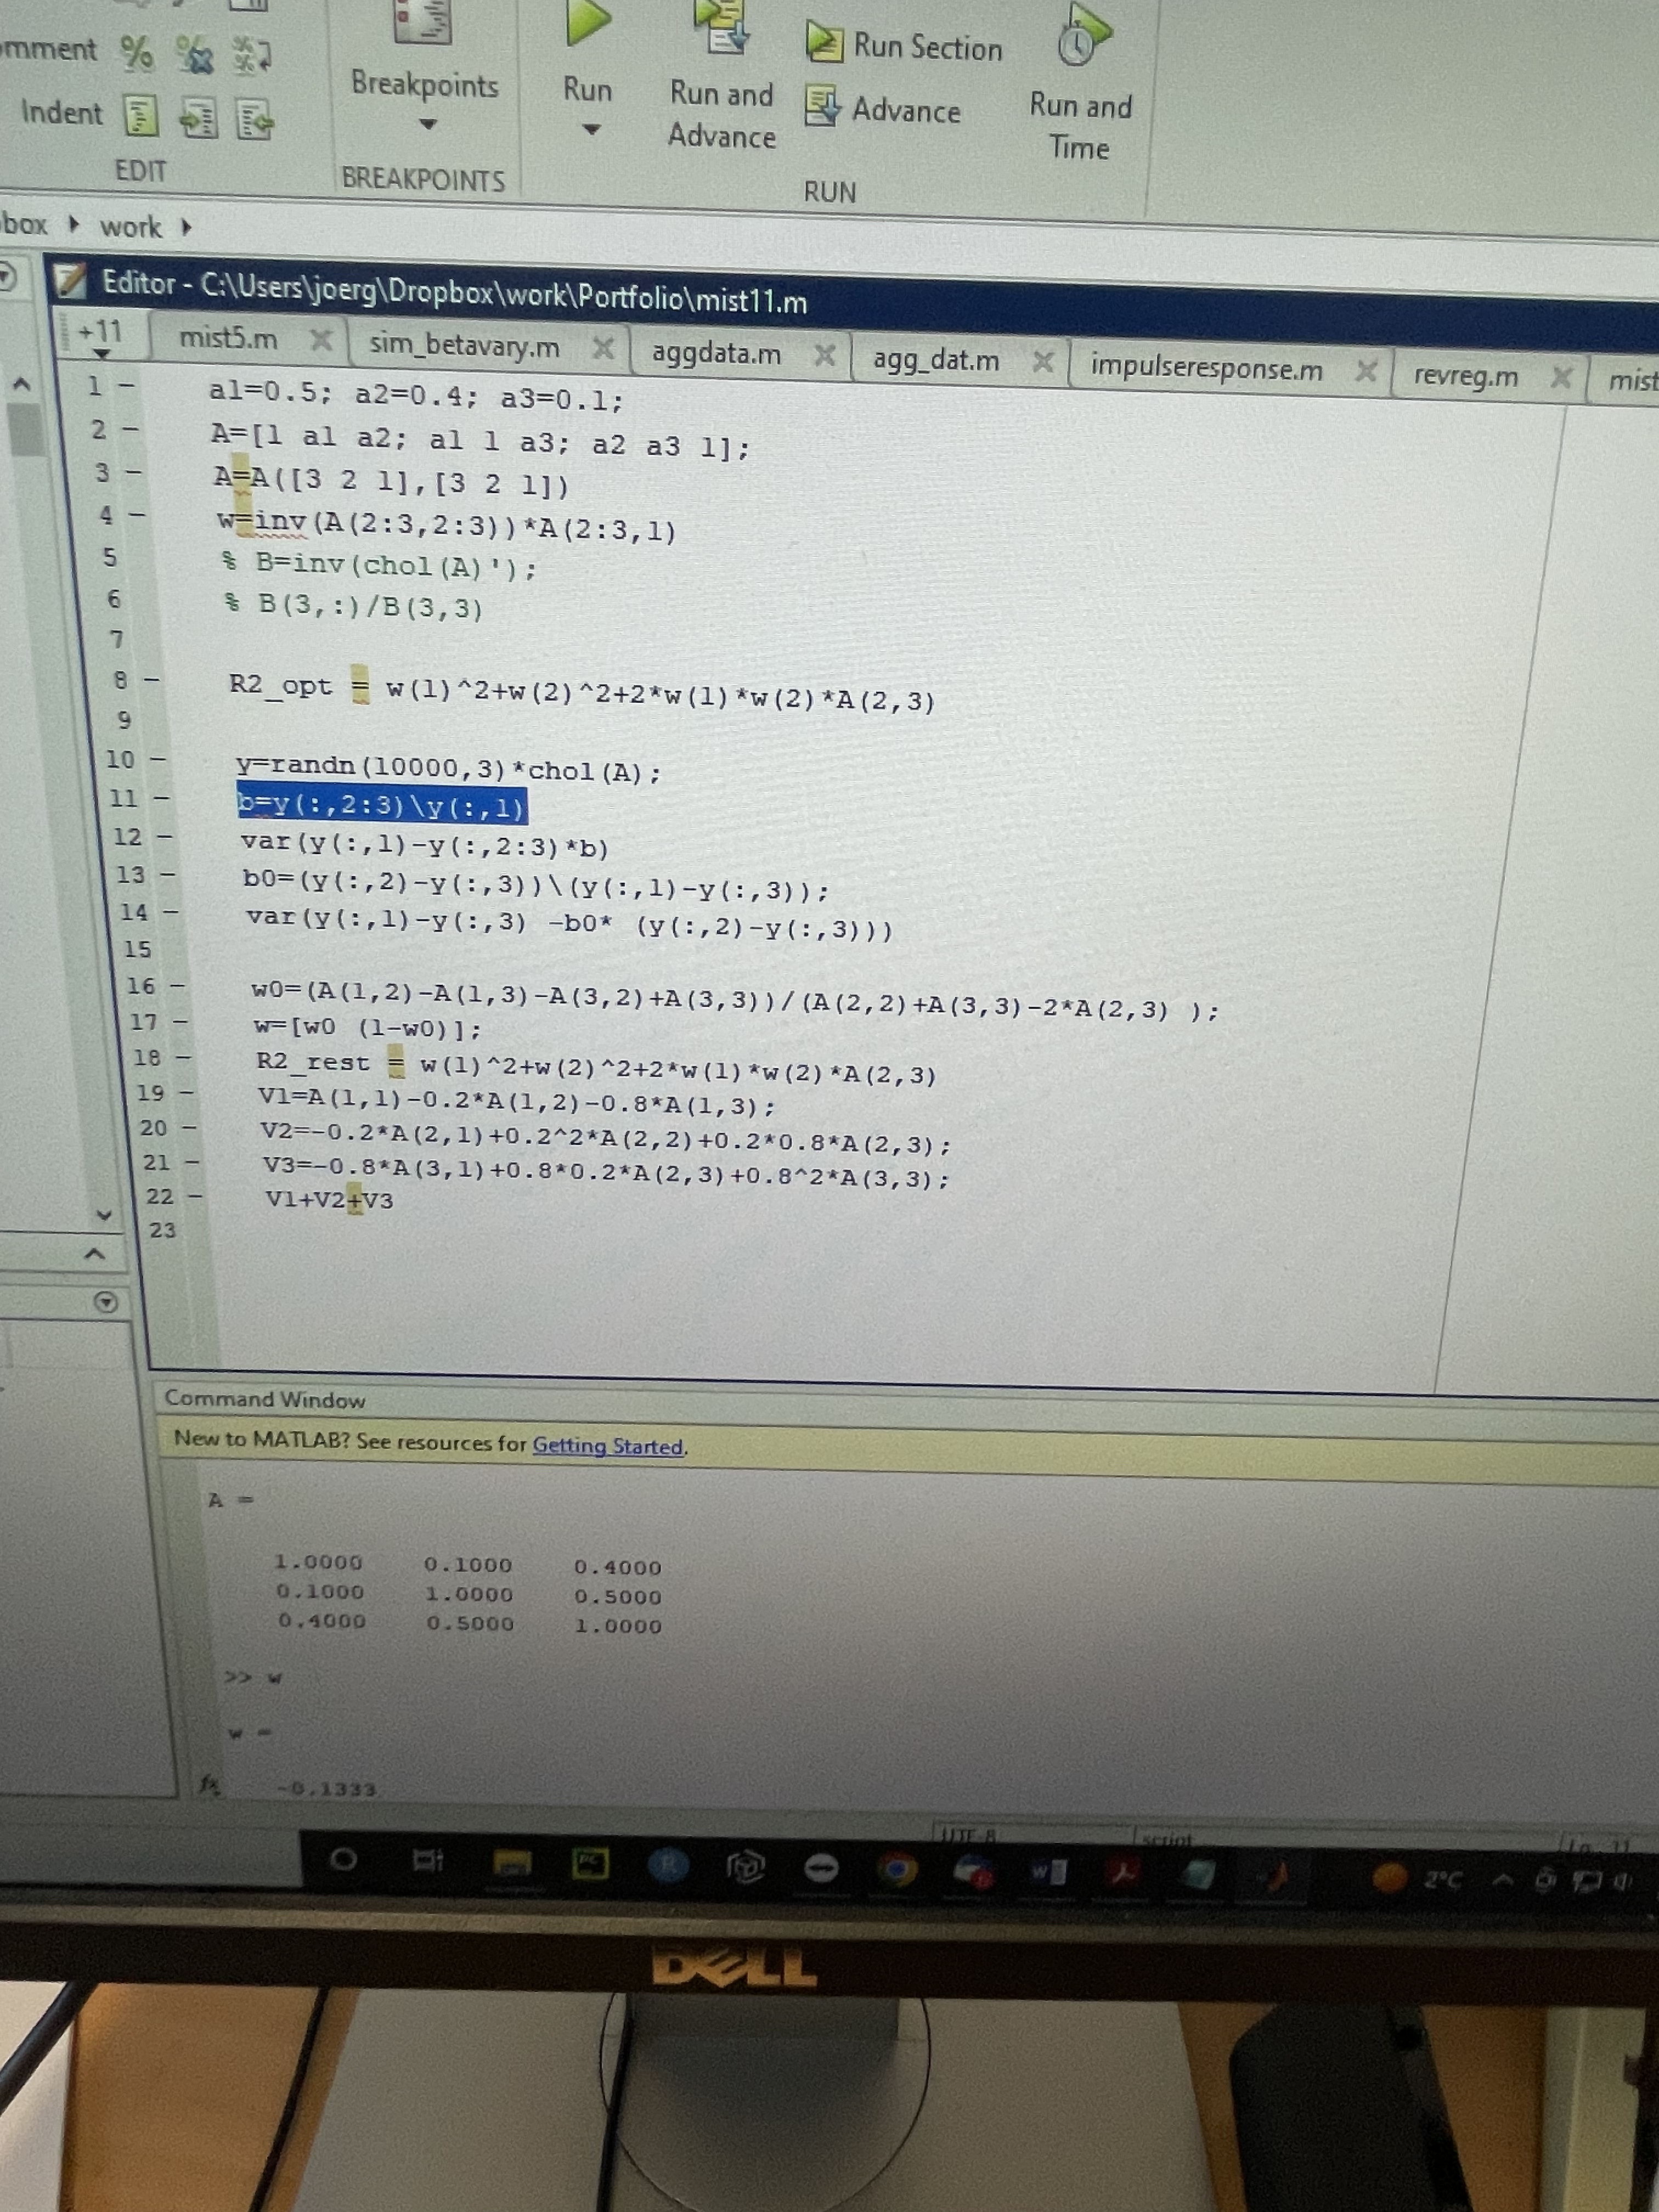 mment
Indent
EDIT
Breakpoints
BREAKPOINTS
Run
Run and
Advance
Run Section
Advance
Run and
Time
RUN
box work
Editor - C:\Users\joerg\Dropbox\work\Portfolio\mist11.m
+11 mist5.m sim_betavary.m aggdata.m agg_dat.m impulseresponse.m revreg.m mist
1 - a1=0.5; a2=0.4; a3=0.1;
2 - A=[1 a1 a2; a1 1 a3; a2 a3 1];
3 - A=A([3 2 1],[3 2 1])
4 - w=inv(A(2:3,2:3))*A(2:3,1)
5 % B=inv(chol(A)');
6 % B(3,:)/B(3,3)
7
8 - R2_opt = w(1)^2+w(2)^2+2*w(1)*w(2)*A(2,3)
9
10 - y=randn(10000,3)*chol(A);
11 - b=y(:,2:3)\y(:,1)
12 - var(y(:,1)-y(:,2:3)*b)
13 - b0=(y(:,2)-y(:,3))\(y(:,1)-y(:,3));
14 - var(y(:,1)-y(:,3) -b0* (y(:,2)-y(:,3)))
15
16 - w0=(A(1,2)-A(1,3)-A(3,2)+A(3,3))/(A(2,2)+A(3,3)-2*A(2,3) );
17 - w=[w0 (1-w0)];
18 - R2_rest = w(1)^2+w(2)^2+2*w(1)*w(2)*A(2,3)
19 - V1=A(1,1)-0.2*A(1,2)-0.8*A(1,3);
20 - V2=-0.2*A(2,1)+0.2^2*A(2,2)+0.2*0.8*A(2,3);
21 - V3=-0.8*A(3,1)+0.8*0.2*A(2,3)+0.8^2*A(3,3);
22 - V1+V2+V3
23
Command Window
New to MATLAB? See resources for Getting Started.
A =
1.0000 0.1000 0.4000
0.1000 1.0000 0.5000
0.4000 0.5000 1.0000
>> w
w =
fx -0.1333
UTF-8 script Ln 11
2°C
DELL